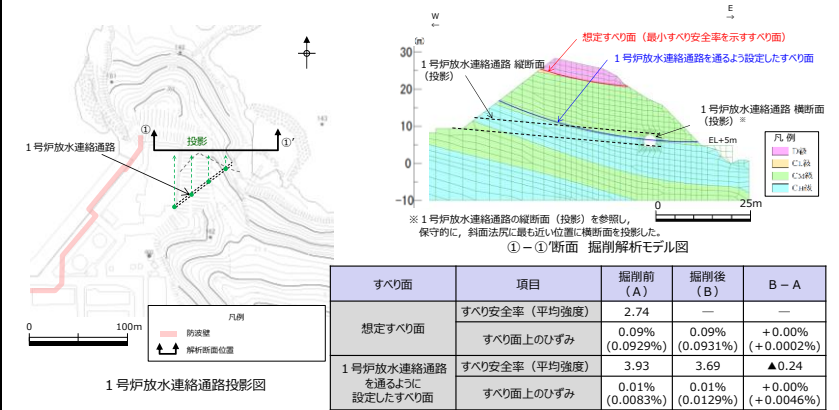 142
161
143
162
①
①’
投影
1号炉放水連絡通路
凡例
防波壁
解析断面位置
0
100m
1号炉放水連絡通路投影図
W
←
E
→
(m)
30
20
10
0
-10
想定すべり面（最小すべり安全率を示すすべり面）
1号炉放水連絡通路を通るよう設定したすべり面
1号炉放水連絡通路 縦断面
（投影）
1号炉放水連絡通路 横断面
（投影）※
EL+5m
凡 例
D級
CL級
CM級
CH級
0
25m
※１号炉放水連絡通路の縦断面（投影）を参照し，
保守的に，斜面法尻に最も近い位置に横断面を投影した。
①－①’断面 掘削解析モデル図
すべり面 項目 掘削前（A） 掘削後（B） B－A
想定すべり面 すべり安全率（平均強度） 2.74 — —
すべり面上のひずみ 0.09%（0.0929%） 0.09%（0.0931%） +0.00%（+0.0002%）
1号炉放水連絡通路を通るように設定したすべり面 すべり安全率（平均強度） 3.93 3.69 ▲0.24
すべり面上のひずみ 0.01%（0.0083%） 0.01%（0.0129%） +0.00%（+0.0046%）